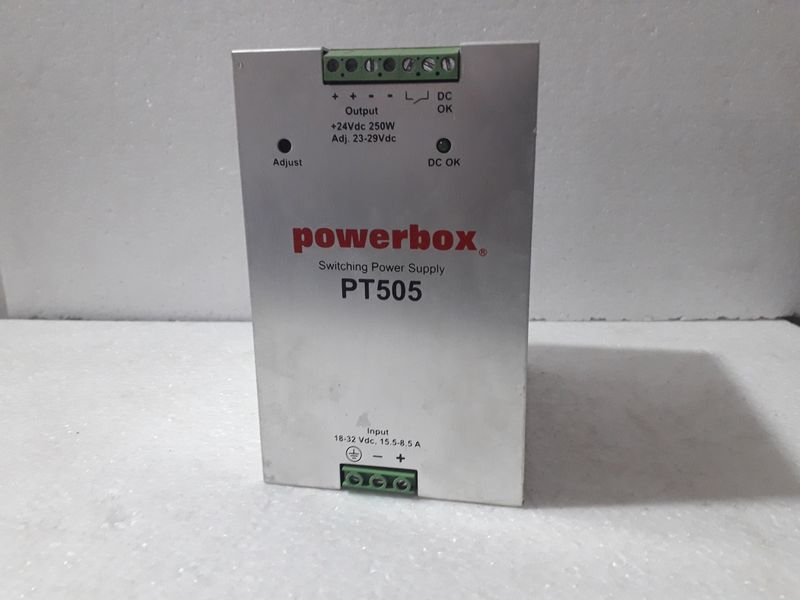 + + - - DC
Output OK
+24Vdc 250W
Adj. 23-29Vdc
Adjust DC OK
powerbox®
Switching Power Supply
PT505
Input
18-32 Vdc, 15.5-8.5 A
- +